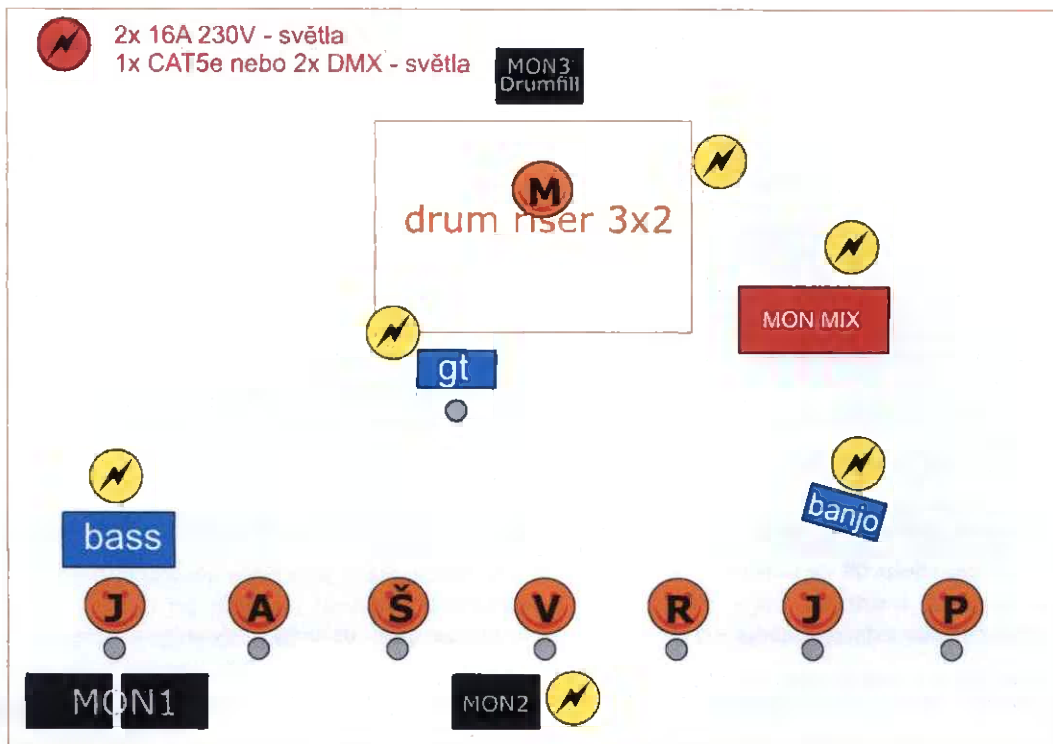 2x 16A 230V - světla
1x CAT5e nebo 2x DMX - světla
MON3
Drumfill
M
drum riser 3x2
MON MIX
gt
banjo
bass
J A Š V R J P
MON1
MON2